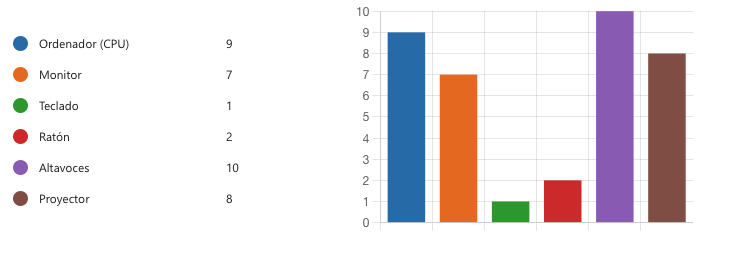 Ordenador (CPU) 9
Monitor 7
Teclado 1
Ratón 2
Altavoces 10
Proyector 8
10
9
8
7
6
5
4
3
2
1
0